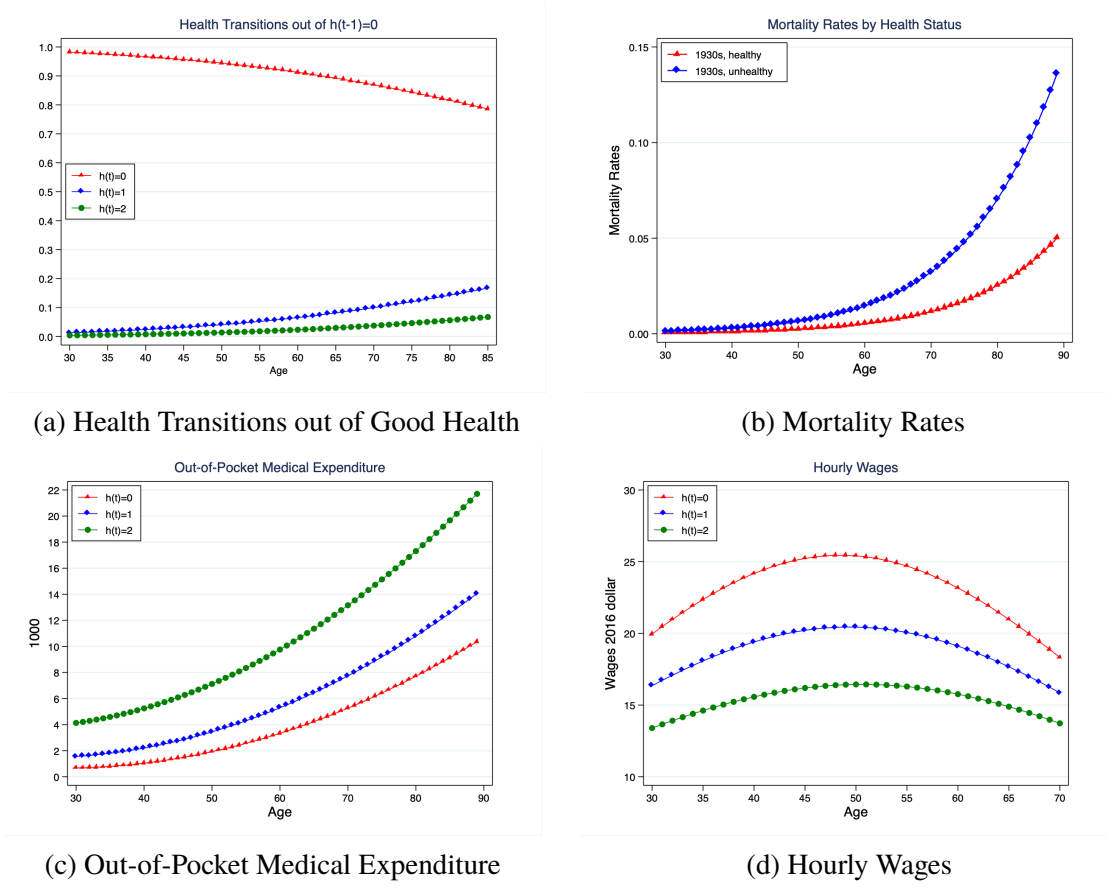 Health Transitions out of h(t-1)=0
1.0
0.9
0.8
0.7
0.6
0.5
0.4
0.3
0.2
0.1
0.0
h(t)=0
h(t)=1
h(t)=2
30 35 40 45 50 55 60 65 70 75 80 85
Age
(a) Health Transitions out of Good Health
Mortality Rates by Health Status
Mortality Rates
0.15
0.10
0.05
0.00
1930s, healthy
1930s, unhealthy
30 40 50 60 70 80 90
Age
(b) Mortality Rates
Out-of-Pocket Medical Expenditure
1000
22
20
18
16
14
12
10
8
6
4
2
0
h(t)=0
h(t)=1
h(t)=2
30 40 50 60 70 80 90
Age
(c) Out-of-Pocket Medical Expenditure
Hourly Wages
Wages 2016 dollar
30
25
20
15
10
h(t)=0
h(t)=1
h(t)=2
30 35 40 45 50 55 60 65 70
Age
(d) Hourly Wages